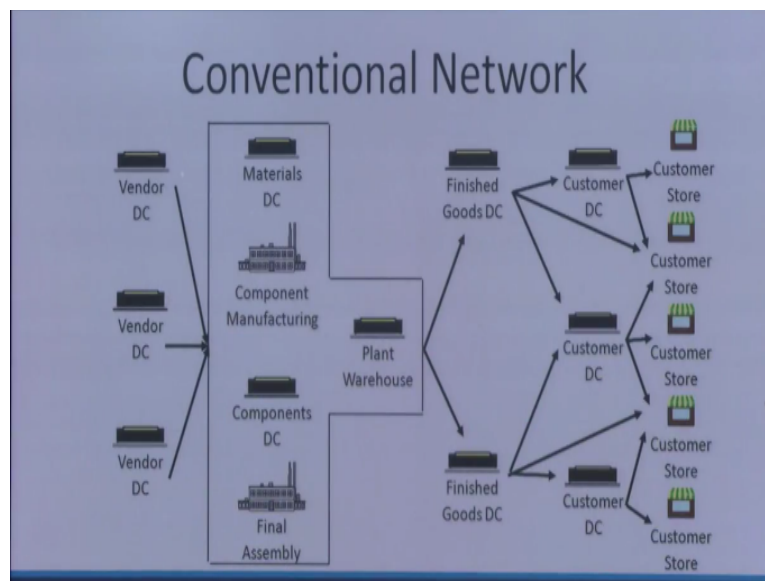 Conventional Network
Vendor
DC
Vendor
DC
Vendor
DC
Materials
DC
Component
Manufacturing
Components
DC
Final
Assembly
Plant
Warehouse
Finished
Goods DC
Finished
Goods DC
Customer
DC
Customer
DC
Customer
DC
Customer
Store
Customer
Store
Customer
Store
Customer
Store
Customer
Store